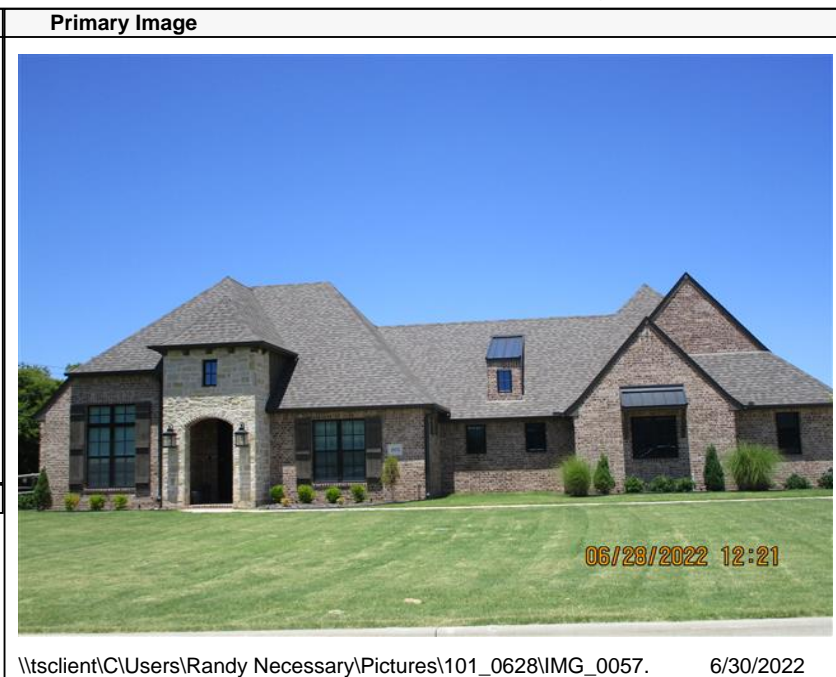 Primary Image
06/28/2022 12:21
\\tsclient\C\Users\Randy Necessary\Pictures\101_0628\IMG_0057.
6/30/2022